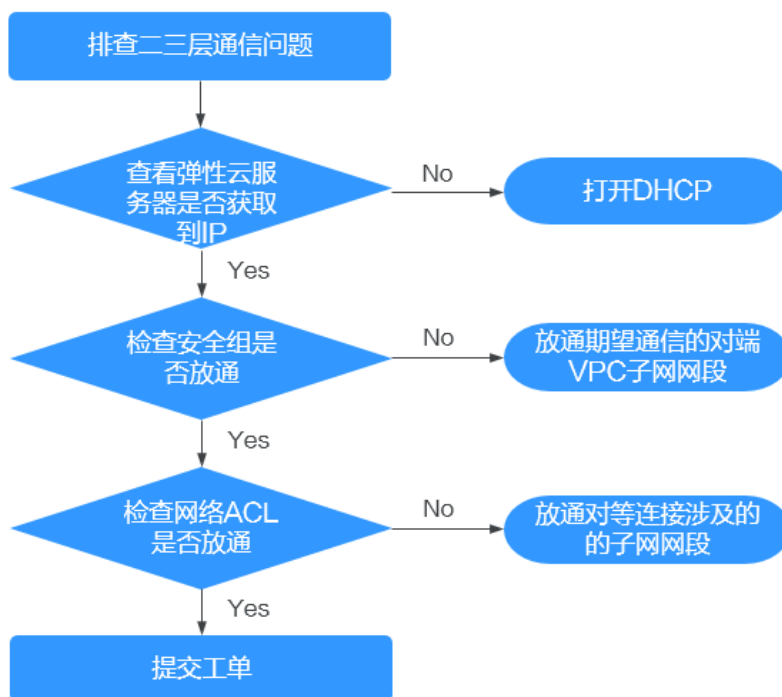 排查二三层通信问题
查看弹性云服
务器是否获取
到IP
No
打开DHCP
Yes
检查安全组是
否放通
No
放通期望通信的对端
VPC子网网段
Yes
检查网络ACL
是否放通
No
放通对等连接涉及的
的子网网段
Yes
提交工单